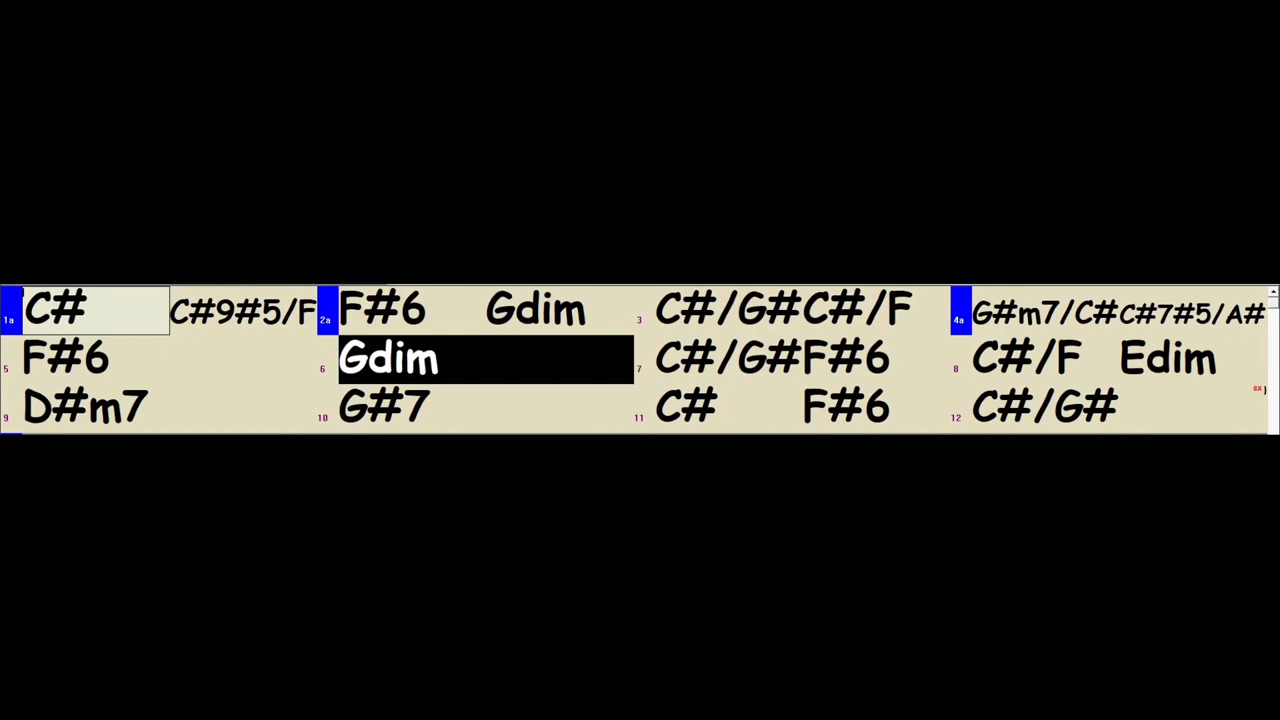 1a C# C#9#5/F 2a F#6 Gdim 3 C#/G# C#/F 4a G#m7/C# C#7#5/A#
5 F#6 6 Gdim 7 C#/G# F#6 8 C#/F Edim
9 D#m7 10 G#7 11 C# F#6 12 C#/G# 8x }